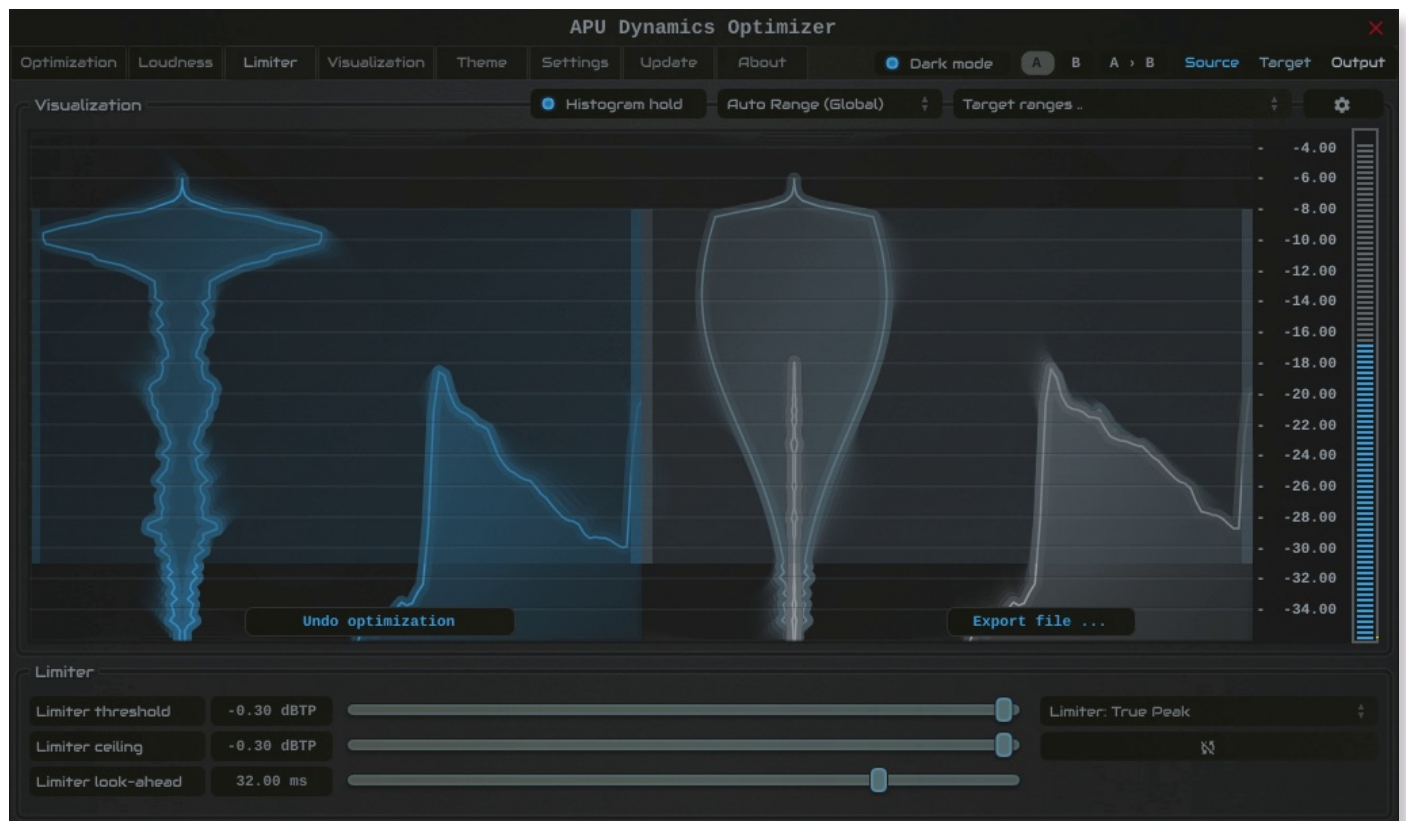 APU Dynamics Optimizer
Optimization Loudness Limiter Visualization Theme Settings Update About Dark mode A B A › B Source Target Output
Visualization Histogram hold Auto Range (Global) Target ranges ..
-4.00
-6.00
-8.00
-10.00
-12.00
-14.00
-16.00
-18.00
-20.00
-22.00
-24.00
-26.00
-28.00
-30.00
-32.00
-34.00
Undo optimization Export file ...
Limiter
Limiter threshold -0.30 dBTP Limiter: True Peak
Limiter ceiling -0.30 dBTP
Limiter look-ahead 32.00 ms